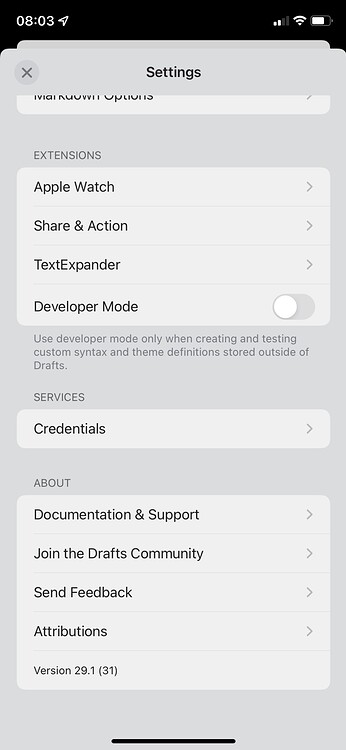 08:03
Settings
Markdown Options
EXTENSIONS
Apple Watch
Share & Action
TextExpander
Developer Mode
Use developer mode only when creating and testing
custom syntax and theme definitions stored outside of
Drafts.
SERVICES
Credentials
ABOUT
Documentation & Support
Join the Drafts Community
Send Feedback
Attributions
Version 29.1 (31)